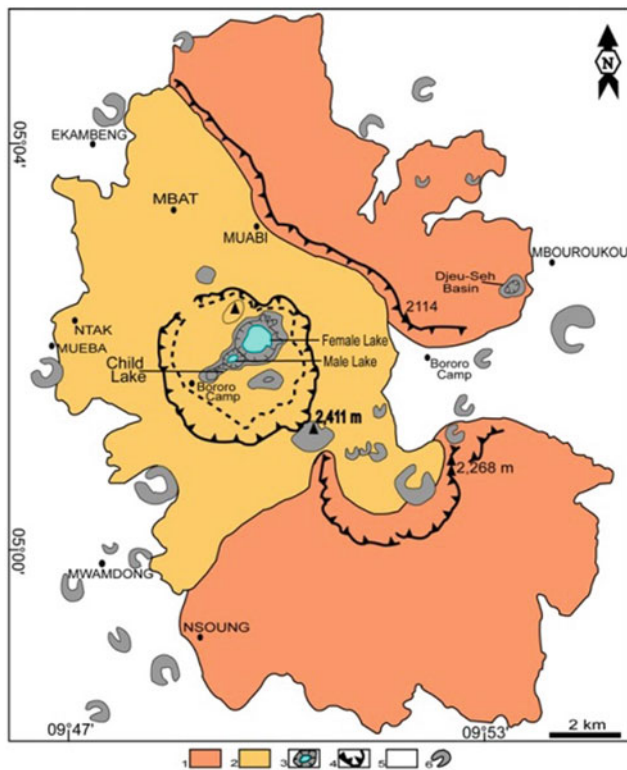 N
05°04'
EKAMBENG
MBAT
MUABI
MBOUROUKOU
Djeu-Seh
Basin
2114
NTAK
MUEBA
Female Lake
Male Lake
Child
Lake
Bororo
Camp
Bororo
Camp
2,411 m
2,268 m
05°00'
MWAMDONG
NSOUNG
09°47'
09°53'
2 km
1 2 3 4 5 6